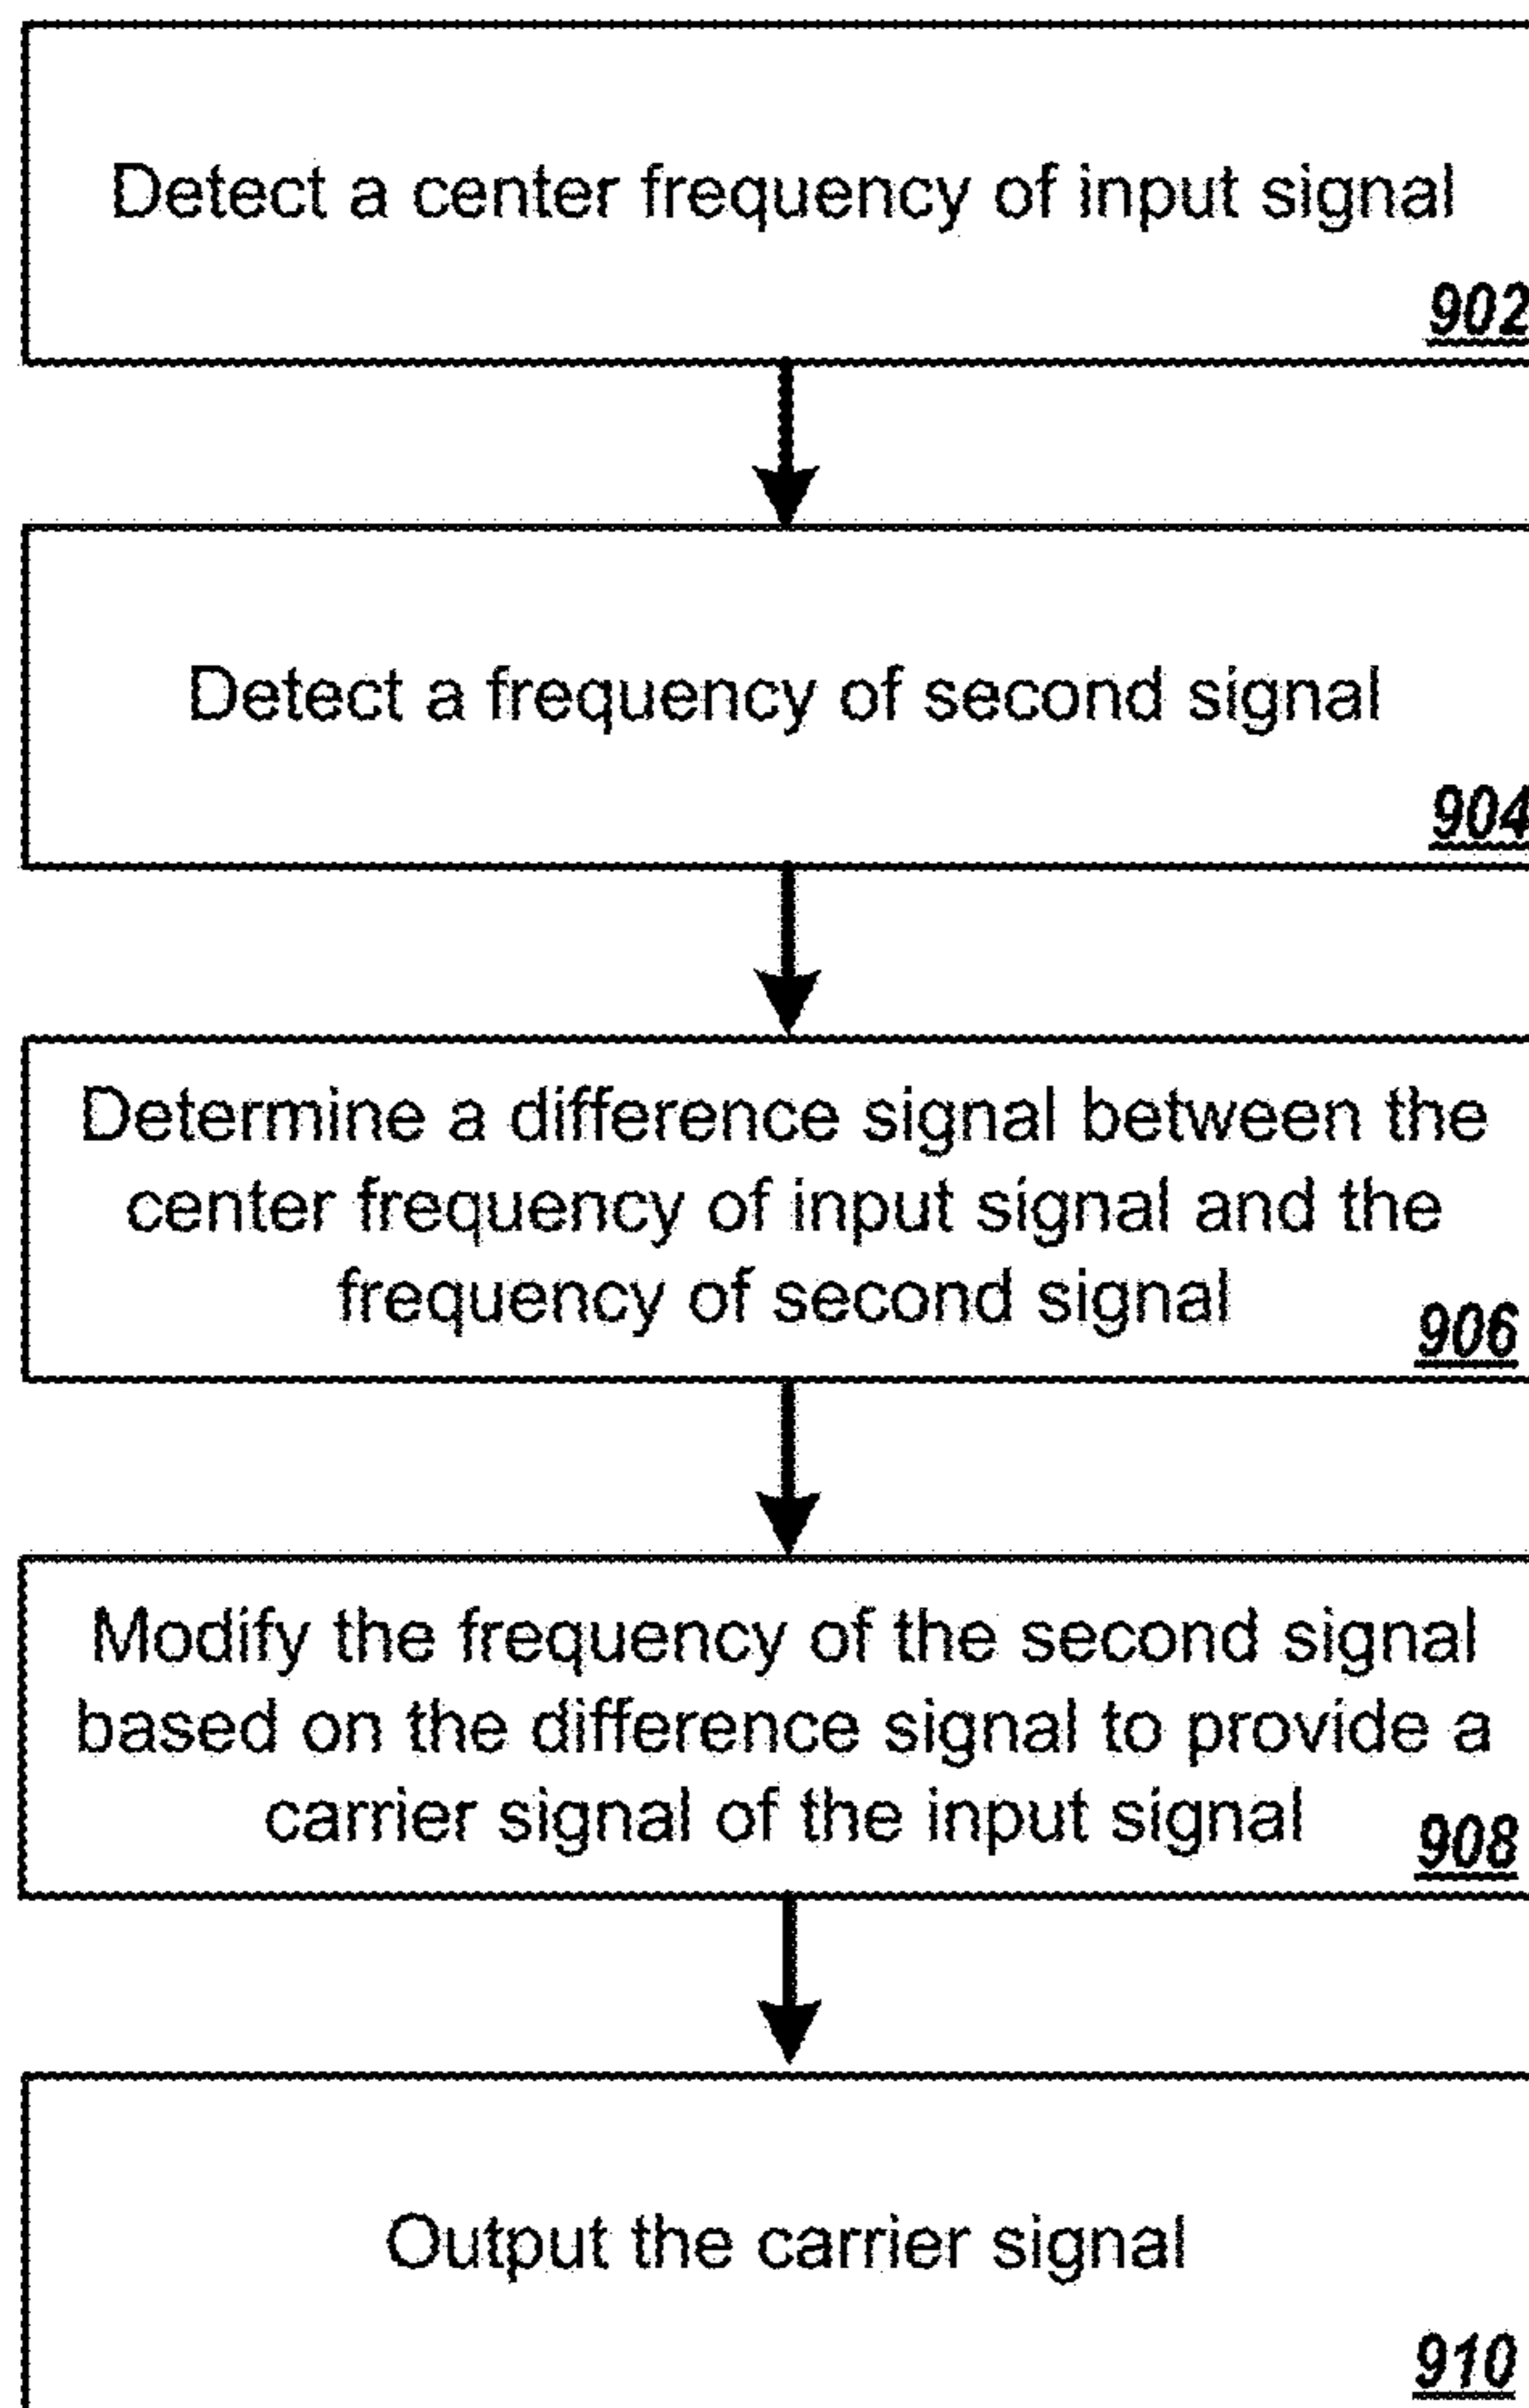 Detect a center frequency of input signal
902
Detect a frequency of second signal
904
Determine a difference signal between the
center frequency of input signal and the
frequency of second signal
906
Modify the frequency of the second signal
based on the difference signal to provide a
carrier signal of the input signal
908
Output the carrier signal
910